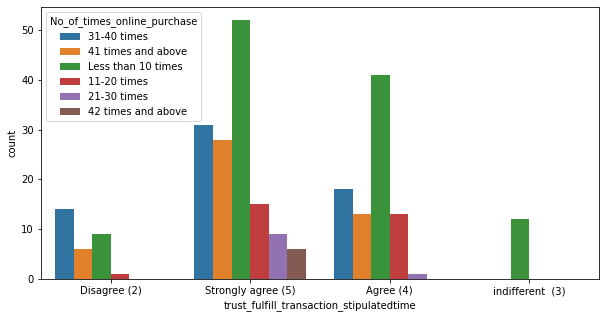 No_of_times_online_purchase
31-40 times
41 times and above
Less than 10 times
11-20 times
21-30 times
42 times and above
50
40
30
20
10
0
count
Disagree (2)
Strongly agree (5)
Agree (4)
indifferent  (3)
trust_fulfill_transaction_stipulatedtime